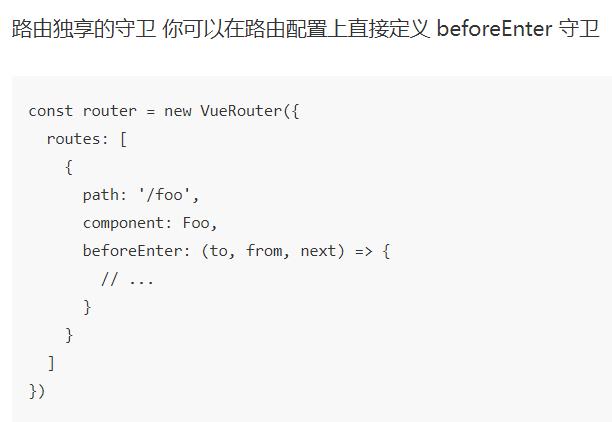 路由独享的守卫 你可以在路由配置上直接定义 beforeEnter 守卫
const router = new VueRouter({
  routes: [
    {
      path: '/foo',
      component: Foo,
      beforeEnter: (to, from, next) => {
        // ...
      }
    }
  ]
})